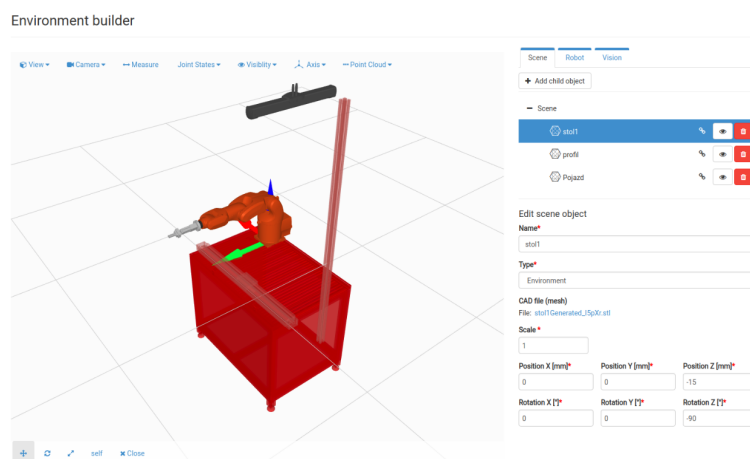 Environment builder
View Camera Measure Joint States Visiblity Axis Point Cloud
Scene Robot Vision
Add child object
Scene
stol1
profil
Pojazd
Edit scene object
Name*
stol1
Type*
Environment
CAD file (mesh)
File: stol1Generated_I5pXr.stl
Scale *
1
Position X [mm]* Position Y [mm]* Position Z [mm]*
0 0 -15
Rotation X [°]* Rotation Y [°]* Rotation Z [°]*
0 0 -90
self Close